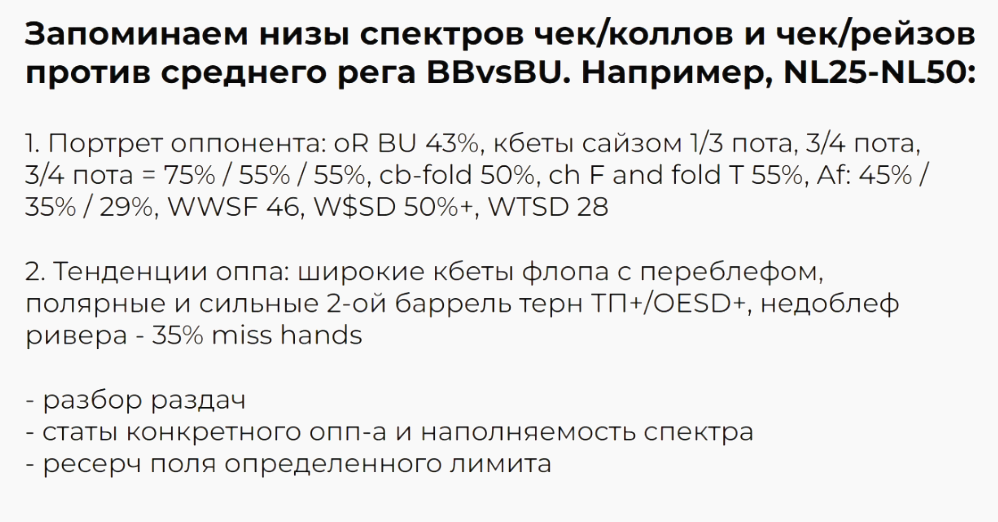 Запоминаем низы спектров чек/коллов и чек/рейзов
против среднего рега BBvsBU. Например, NL25-NL50:
1. Портрет оппонента: oR BU 43%, кбеты сайзом 1/3 пота, 3/4 пота,
3/4 пота = 75% / 55% / 55%, cb-fold 50%, ch F and fold T 55%, Af: 45% /
35% / 29%, WWSF 46, W$SD 50%+, WTSD 28
2. Тенденции оппа: широкие кбеты флопа с переблефом,
полярные и сильные 2-ой баррель терн ТП+/OESD+, недоблеф
ривера - 35% miss hands
- разбор раздач
- статы конкретного опп-а и наполняемость спектра
- ресерч поля определенного лимита